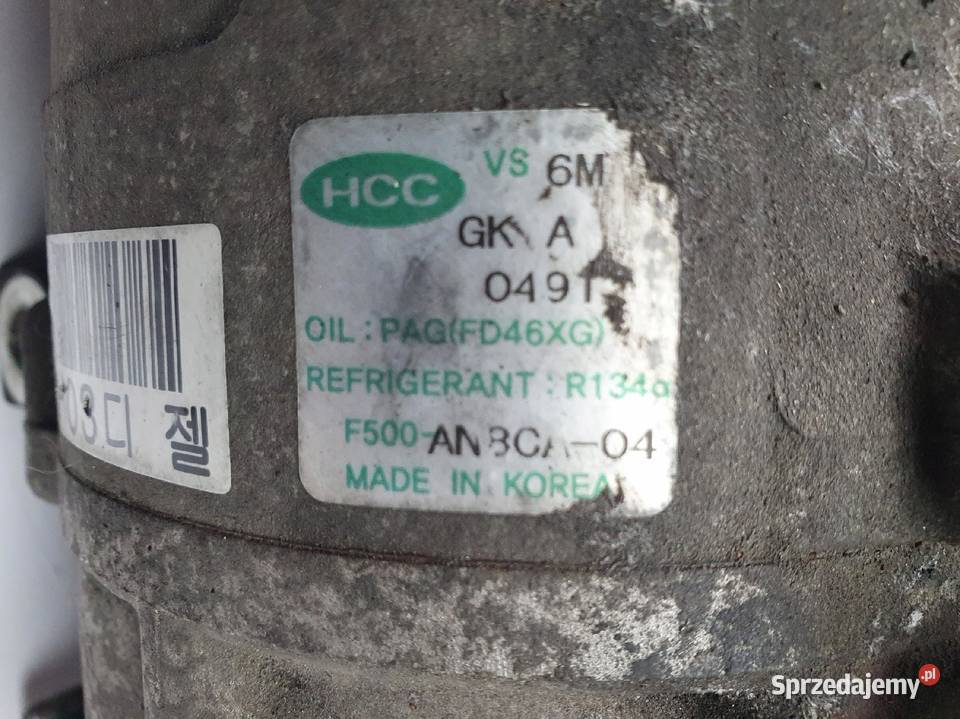 HCC VS 6M
GK A
0491
OIL : PAG(FD46XG)
REFRIGERANT : R134a
F500-AN8CA-04
MADE IN KOREA
03 디젤
Sprzedajemy.pl